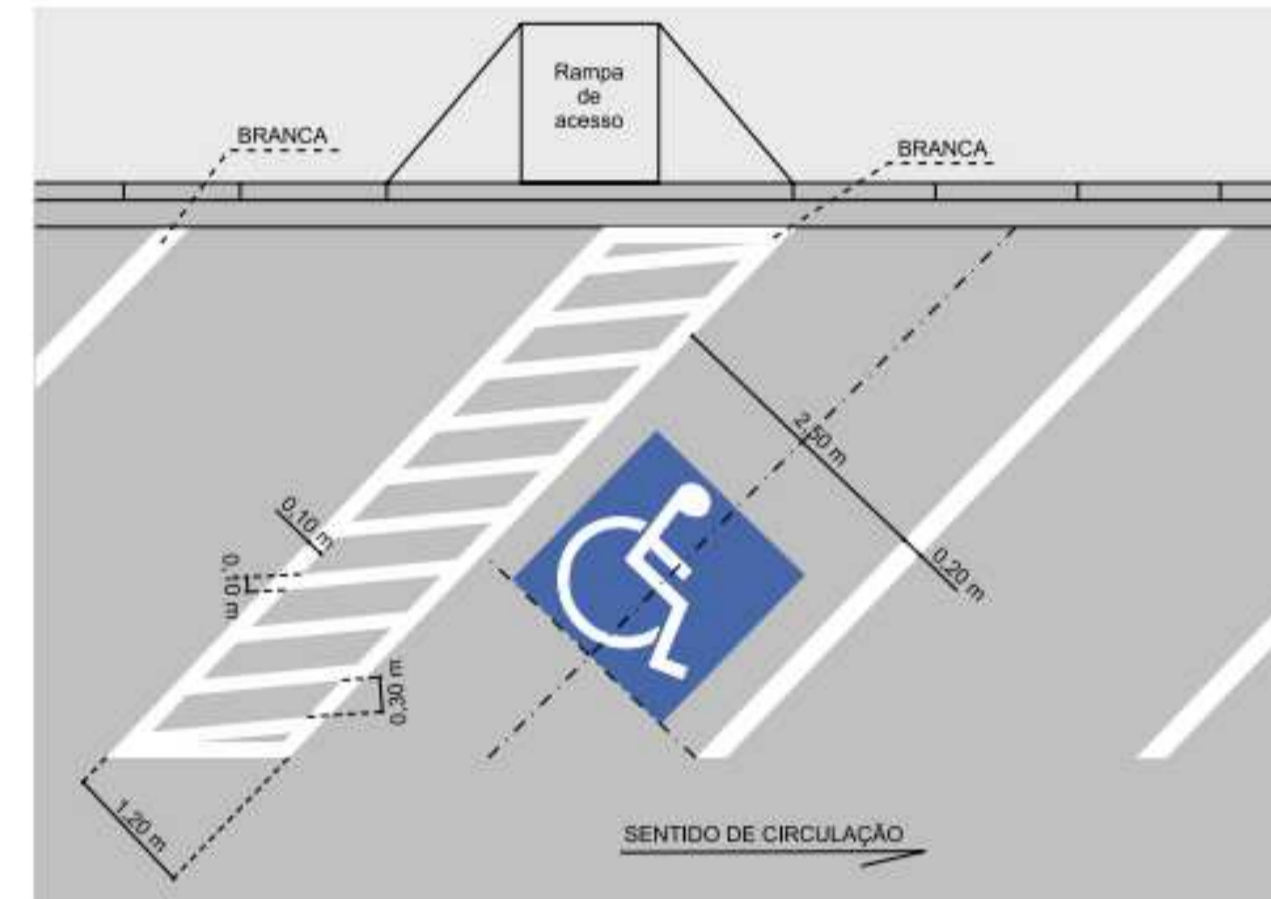 Rampa
de
acesso
BRANCA
BRANCA
2,50 m
0,10 m
0,10 m
0,20 m
0,30 m
1,20 m
SENTIDO DE CIRCULAÇÃO